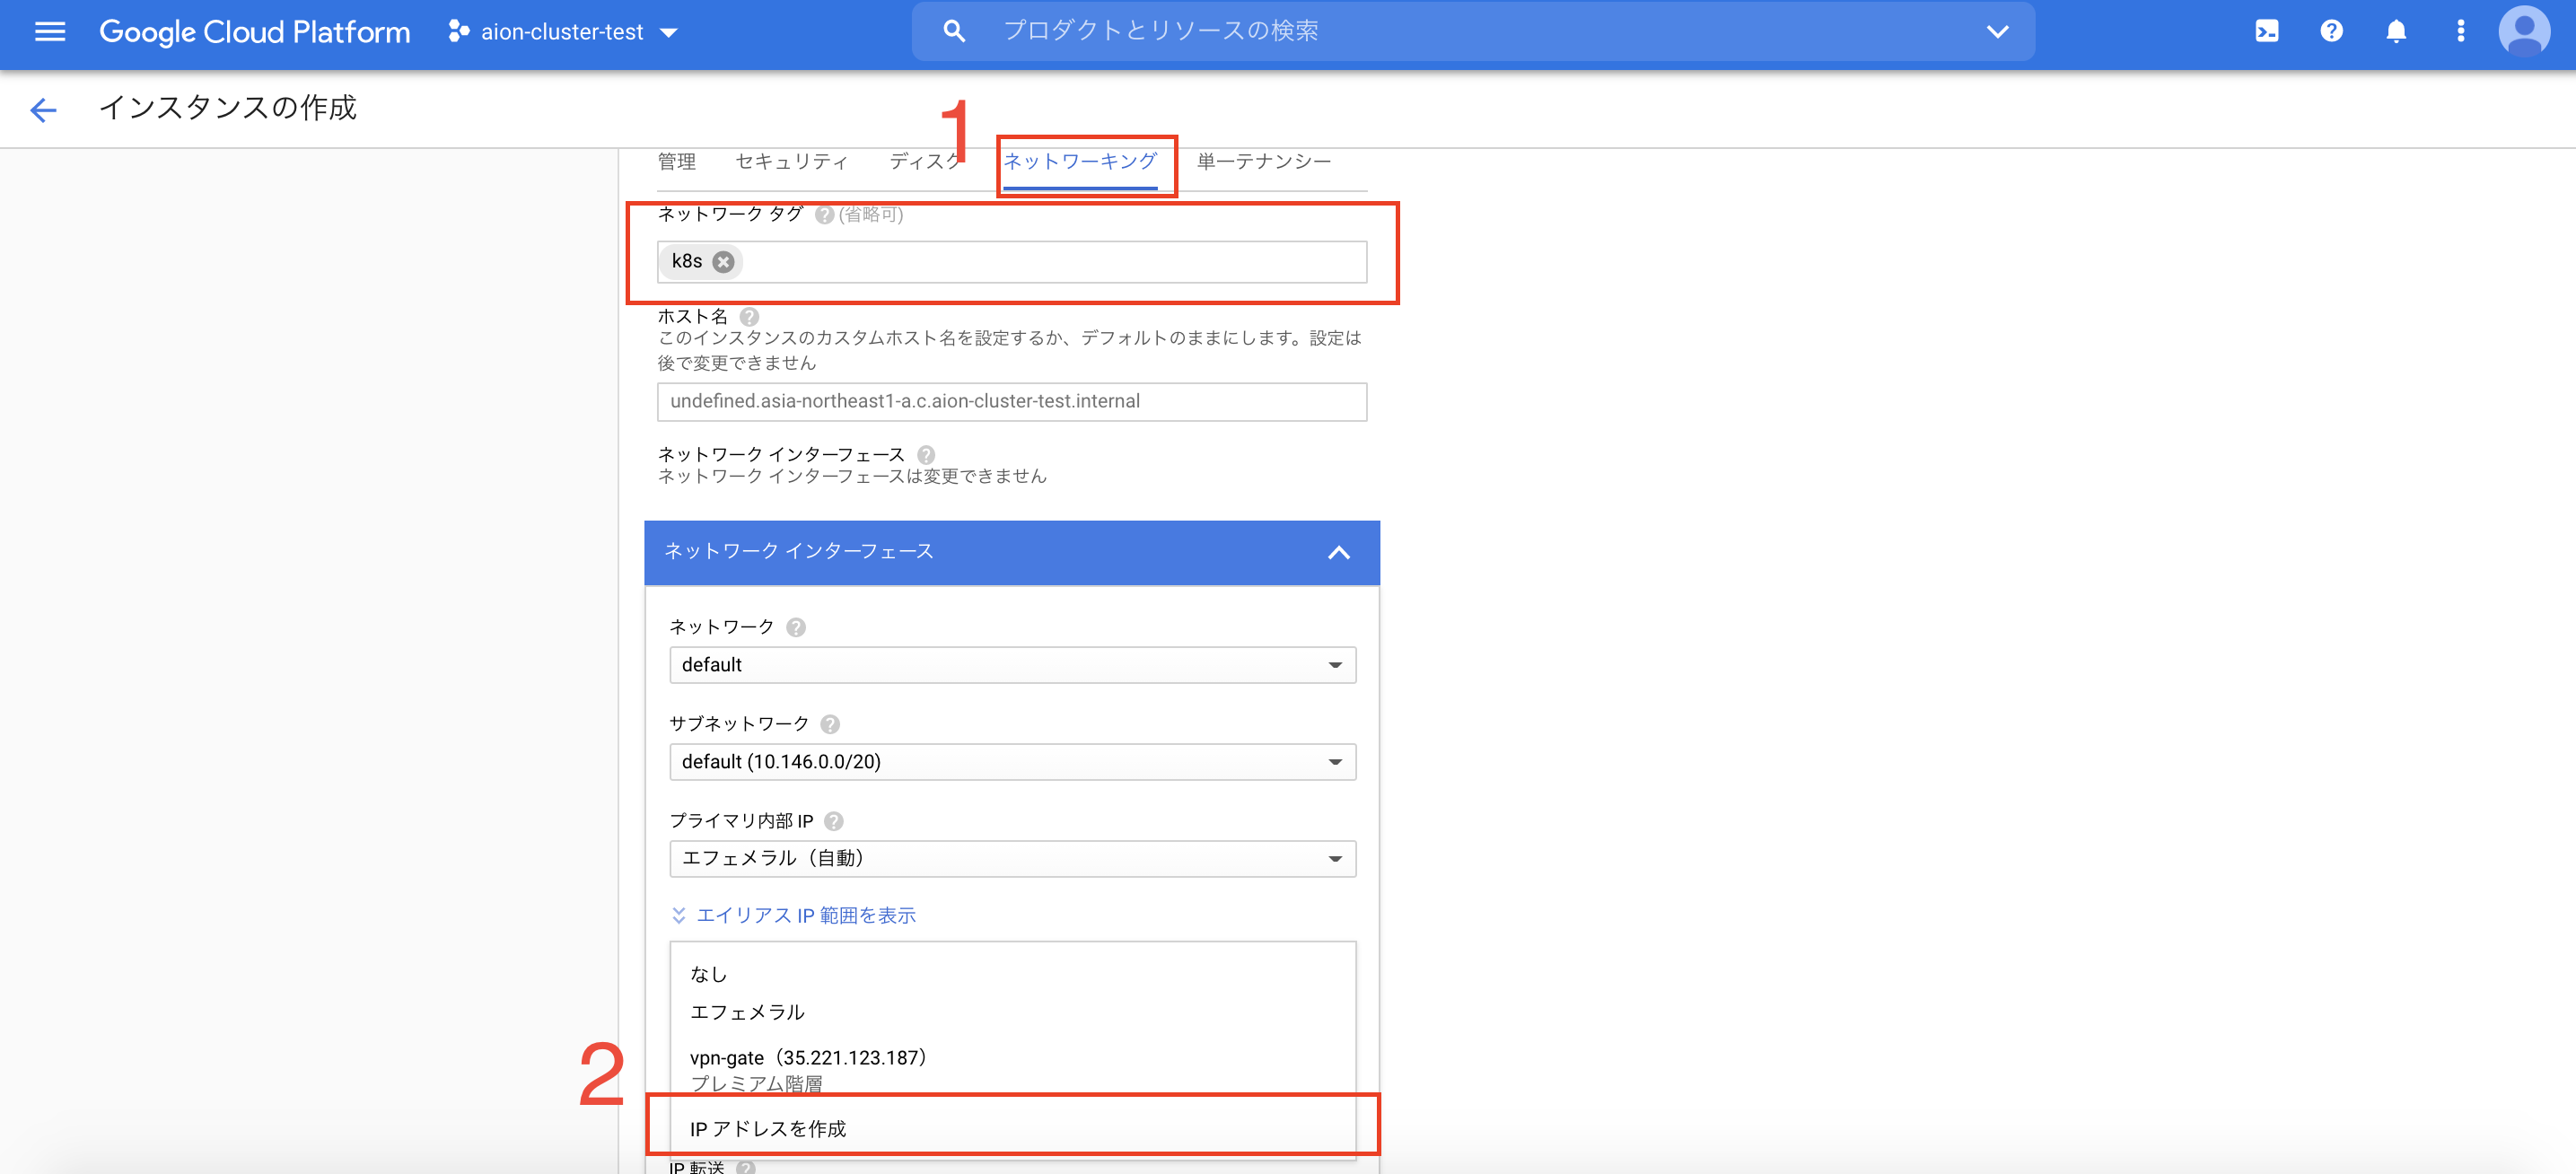 Google Cloud Platform
aion-cluster-test
プロダクトとリソースの検索
インスタンスの作成
1
管理
セキュリティ
ディスク
ネットワーキング
単一テナンシー
ネットワーク タグ
(省略可)
k8s
ホスト名
このインスタンスのカスタムホスト名を設定するか、デフォルトのままにします。設定は
後で変更できません
undefined.asia-northeast1-a.c.aion-cluster-test.internal
ネットワーク インターフェース
ネットワーク インターフェースは変更できません
ネットワーク インターフェース
ネットワーク
default
サブネットワーク
default (10.146.0.0/20)
プライマリ内部 IP
エフェメラル（自動）
エイリアス IP 範囲を表示
なし
エフェメラル
vpn-gate（35.221.123.187）
プレミアム階層
2
IP アドレスを作成
IP 転送